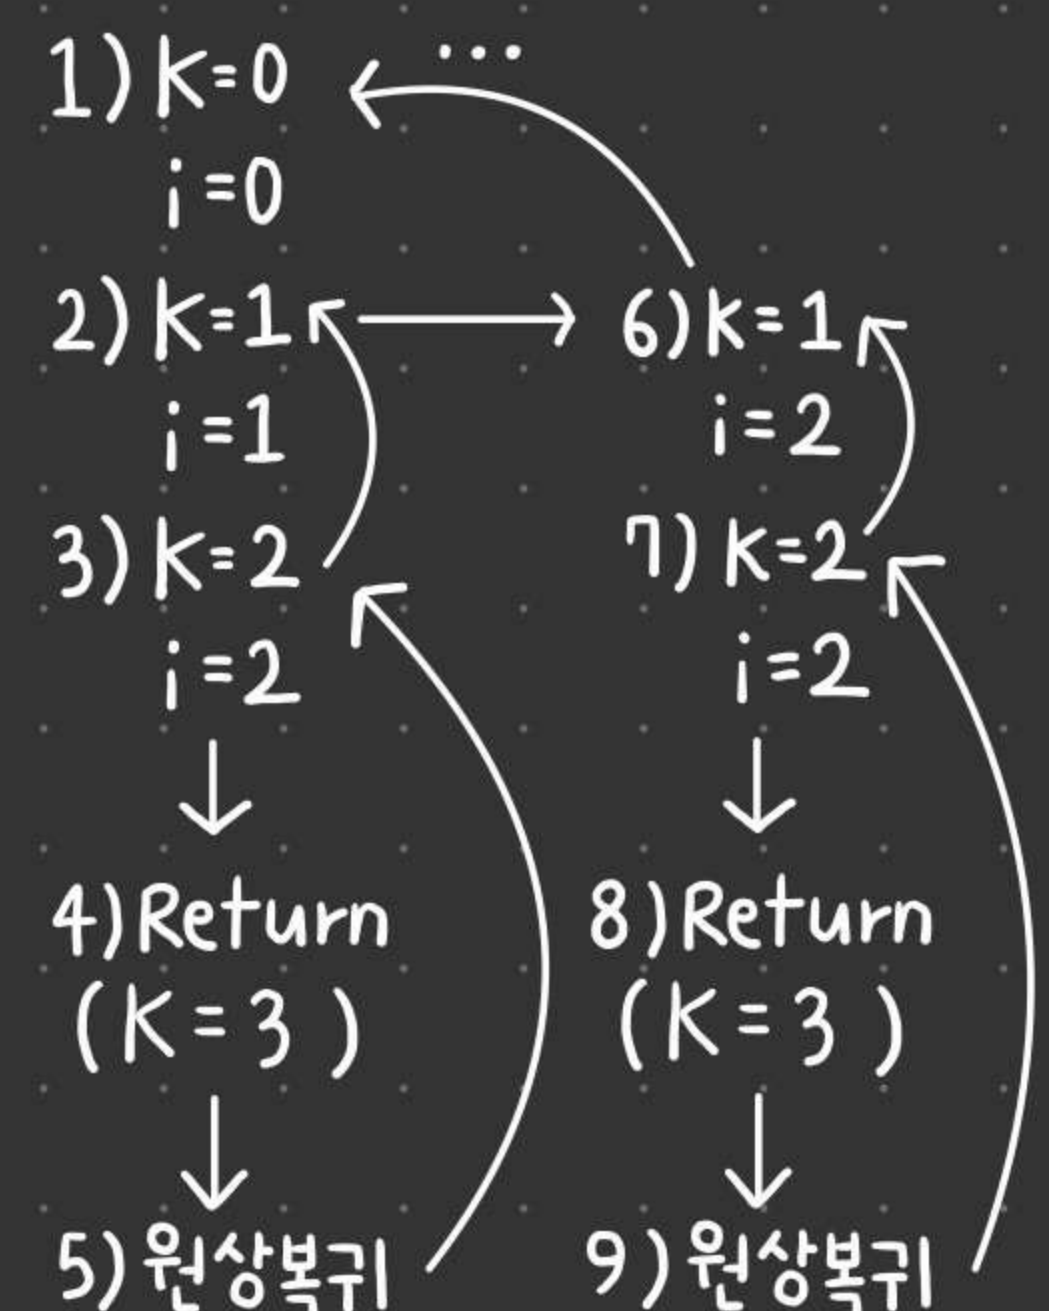 1) K=0
i=0
2) K=1
i=1
3) K=2
i=2
4) Return
(K=3 )
5) 원상복귀
...
6) K=1
i=2
7) K=2
i=2
8) Return
(K=3 )
9) 원상복귀